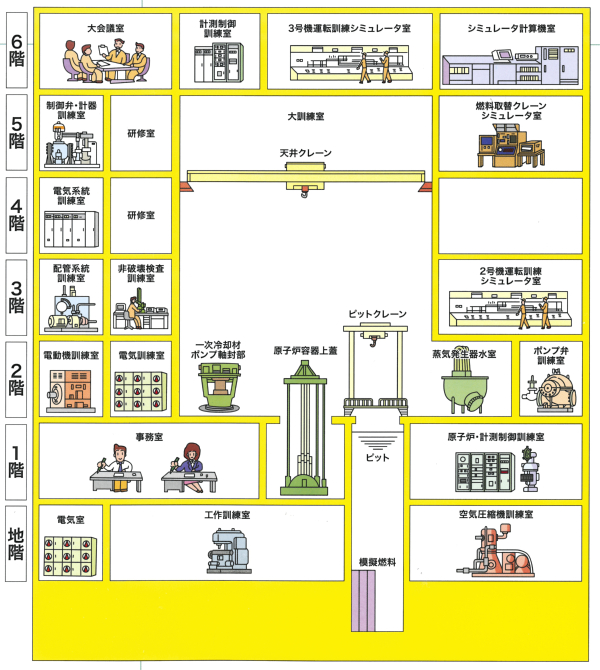 6階
大会議室
計測制御
訓練室
3号機運転訓練シミュレータ室
シミュレータ計算機室
5階
制御弁・計器
訓練室
研修室
大訓練室
天井クレーン
燃料取替クレーン
シミュレータ室
4階
電気系統
訓練室
研修室
3階
配管系統
訓練室
非破壊検査
訓練室
2号機運転訓練
シミュレータ室
ピットクレーン
2階
電動機訓練室
電気訓練室
一次冷却材
ポンプ軸封部
原子炉容器上蓋
蒸気発生器水室
ポンプ弁
訓練室
1階
事務室
ピット
原子炉・計測制御訓練室
地階
電気室
工作訓練室
模擬燃料
空気圧縮機訓練室